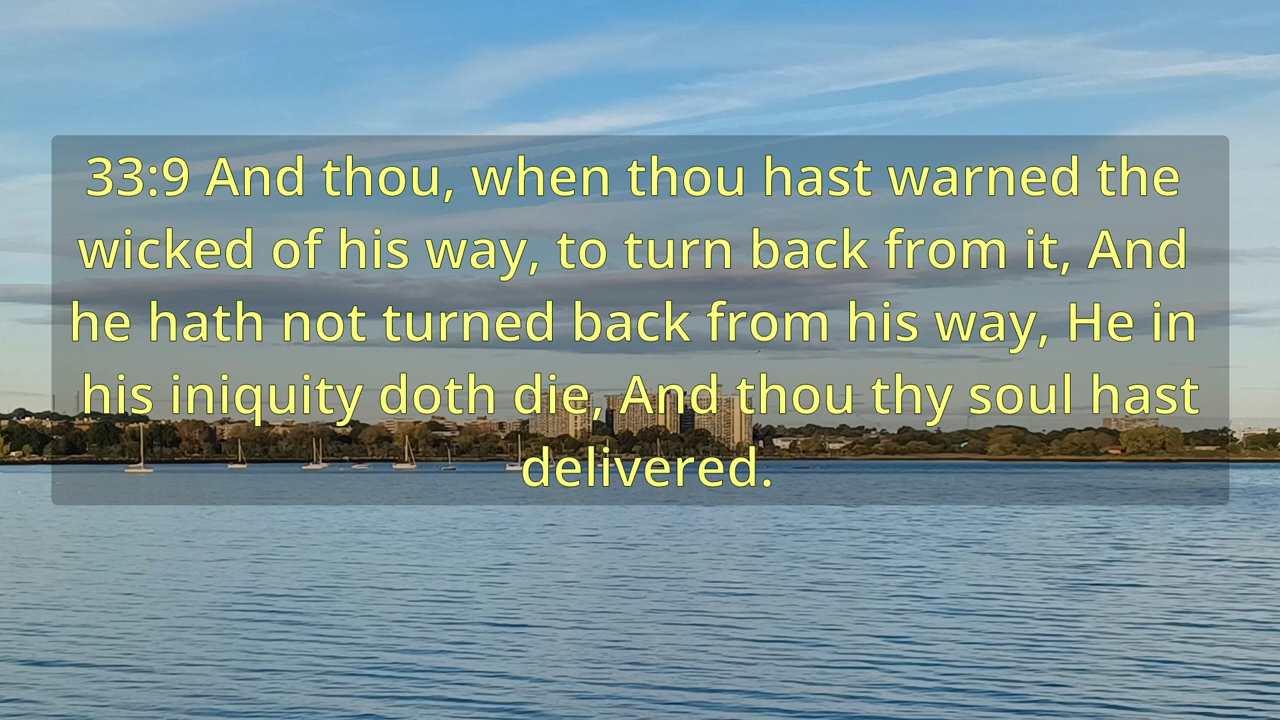 33:9 And thou, when thou hast warned the
wicked of his way, to turn back from it, And
he hath not turned back from his way, He in
his iniquity doth die, And thou thy soul hast
delivered.